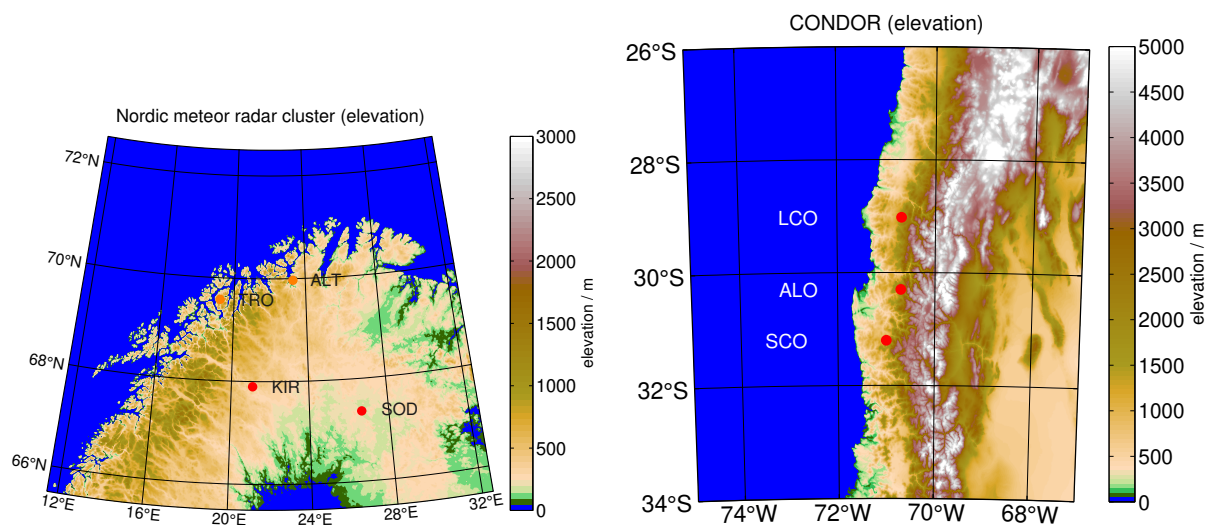 Nordic meteor radar cluster (elevation)
72°N
70°N
68°N
66°N
12°E
16°E
20°E
24°E
28°E
32°E
TRO
ALT
KIR
SOD
3000
2500
2000
1500
1000
500
0
elevation / m
CONDOR (elevation)
26°S
28°S
30°S
32°S
34°S
74°W
72°W
70°W
68°W
LCO
ALO
SCO
5000
4500
4000
3500
3000
2500
2000
1500
1000
500
0
elevation / m